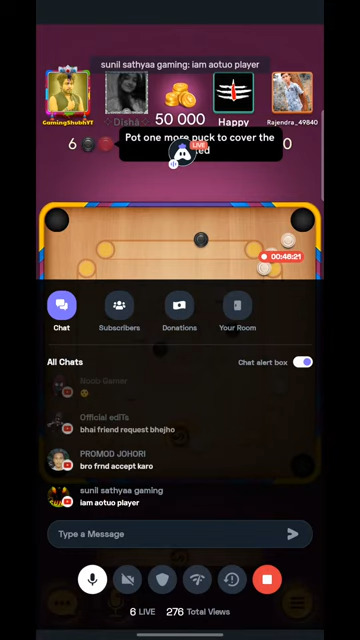 sunil sathyaa gaming: iam aotuo player
GamingShubhYT
Disha
50 000
Happy
Rajendra_49840
6
Pot one more puck to cover the
LIVE
0
00:46:21
Chat
Subscribers
Donations
Your Room
All Chats
Chat alert box
Noob Gamer
Official edITs
bhai friend request bhejho
PROMOD JOHORI
bro frnd accept karo
sunil sathyaa gaming
iam aotuo player
Type a Message
6 LIVE
276 Total Views